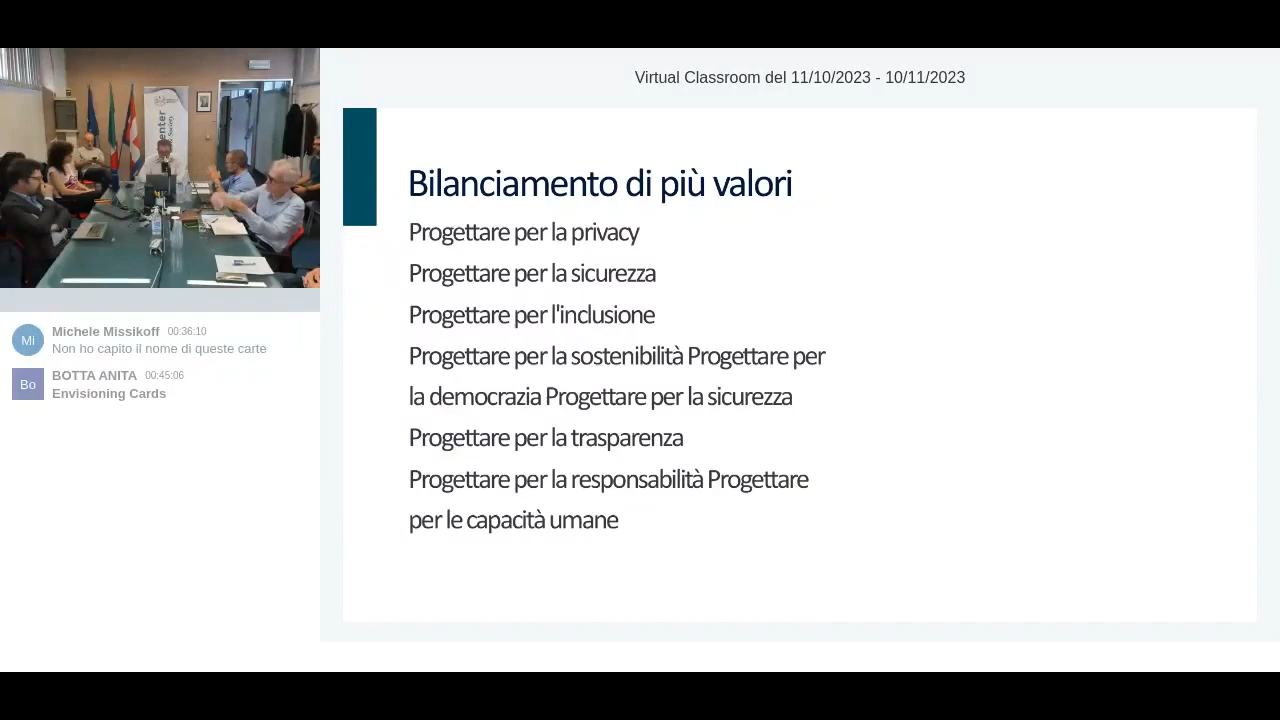 Virtual Classroom del 11/10/2023 - 10/11/2023
Bilanciamento di più valori
Progettare per la privacy
Progettare per la sicurezza
Progettare per l'inclusione
Progettare per la sostenibilità Progettare per
la democrazia Progettare per la sicurezza
Progettare per la trasparenza
Progettare per la responsabilità Progettare
per le capacità umane
Mi
Michele Missikoff 00:36:10
Non ho capito il nome di queste carte
Bo
BOTTA ANITA 00:45:06
Envisioning Cards
enter
Society